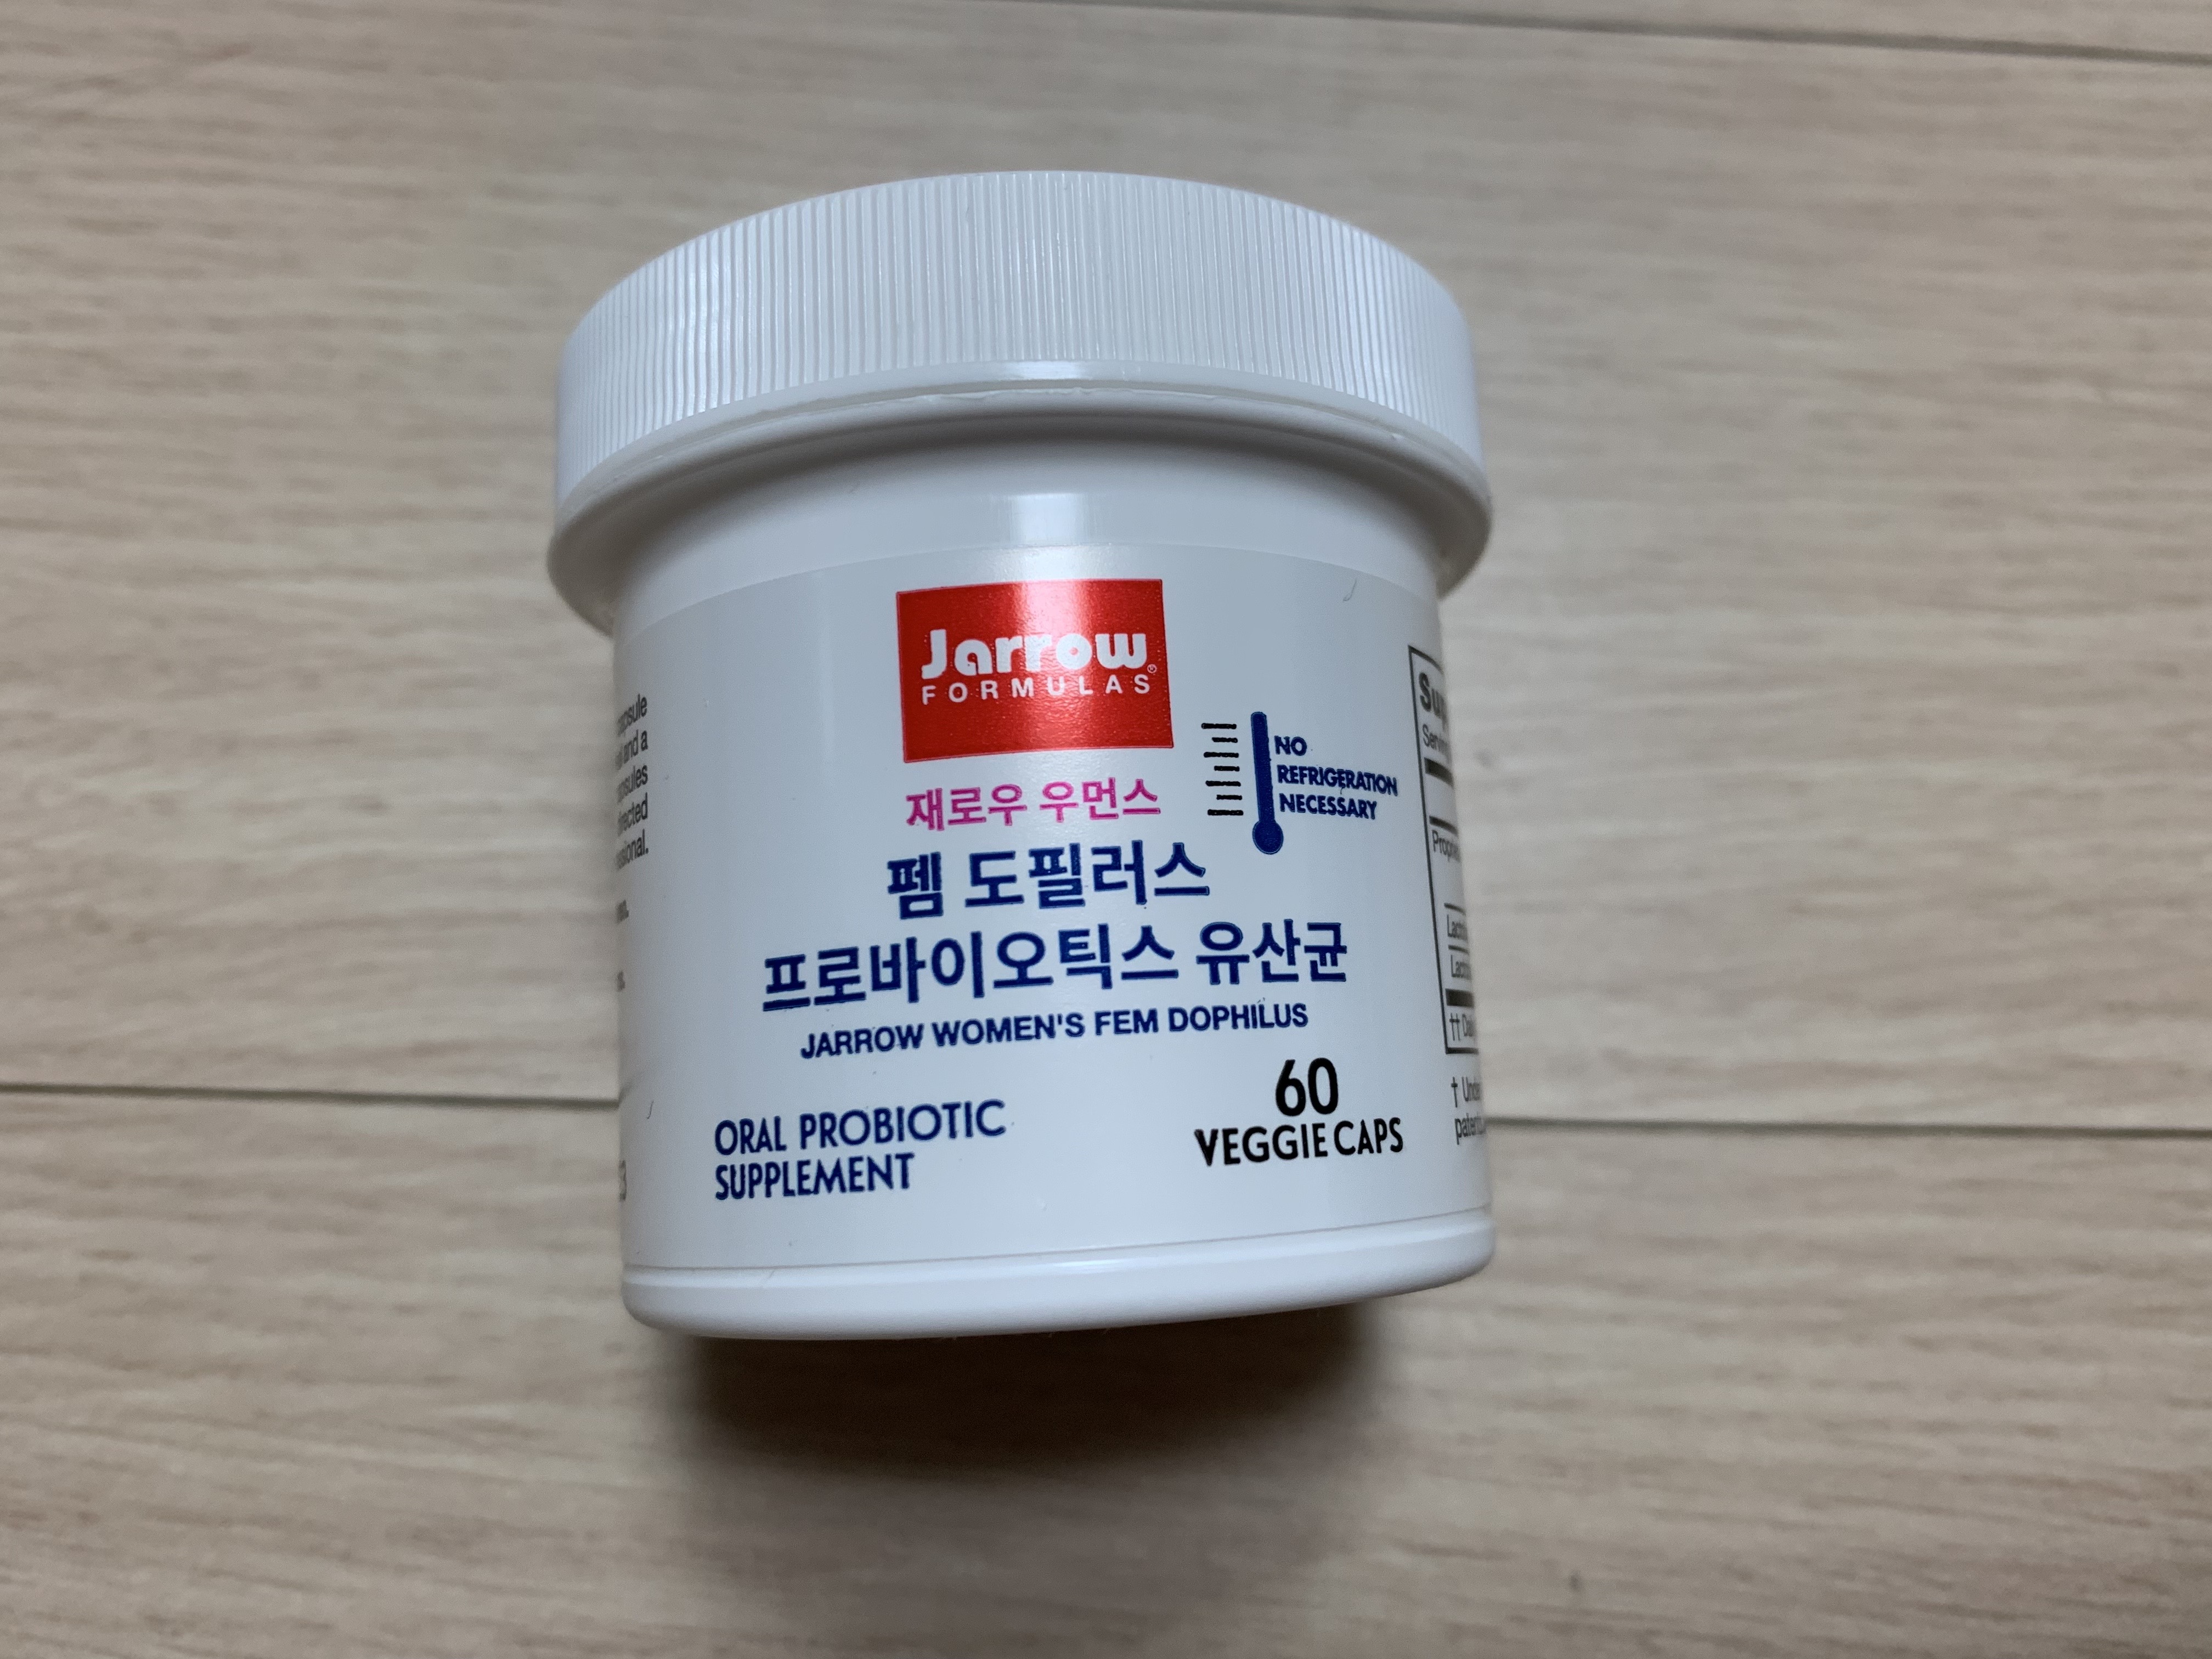 Jarrow
FORMULAS
NO
REFRIGERATION
NECESSARY
재로우 우먼스
펨 도필러스
프로바이오틱스 유산균
JARROW WOMEN'S FEM DOPHILUS
ORAL PROBIOTIC
SUPPLEMENT
60
VEGGIE CAPS
and a